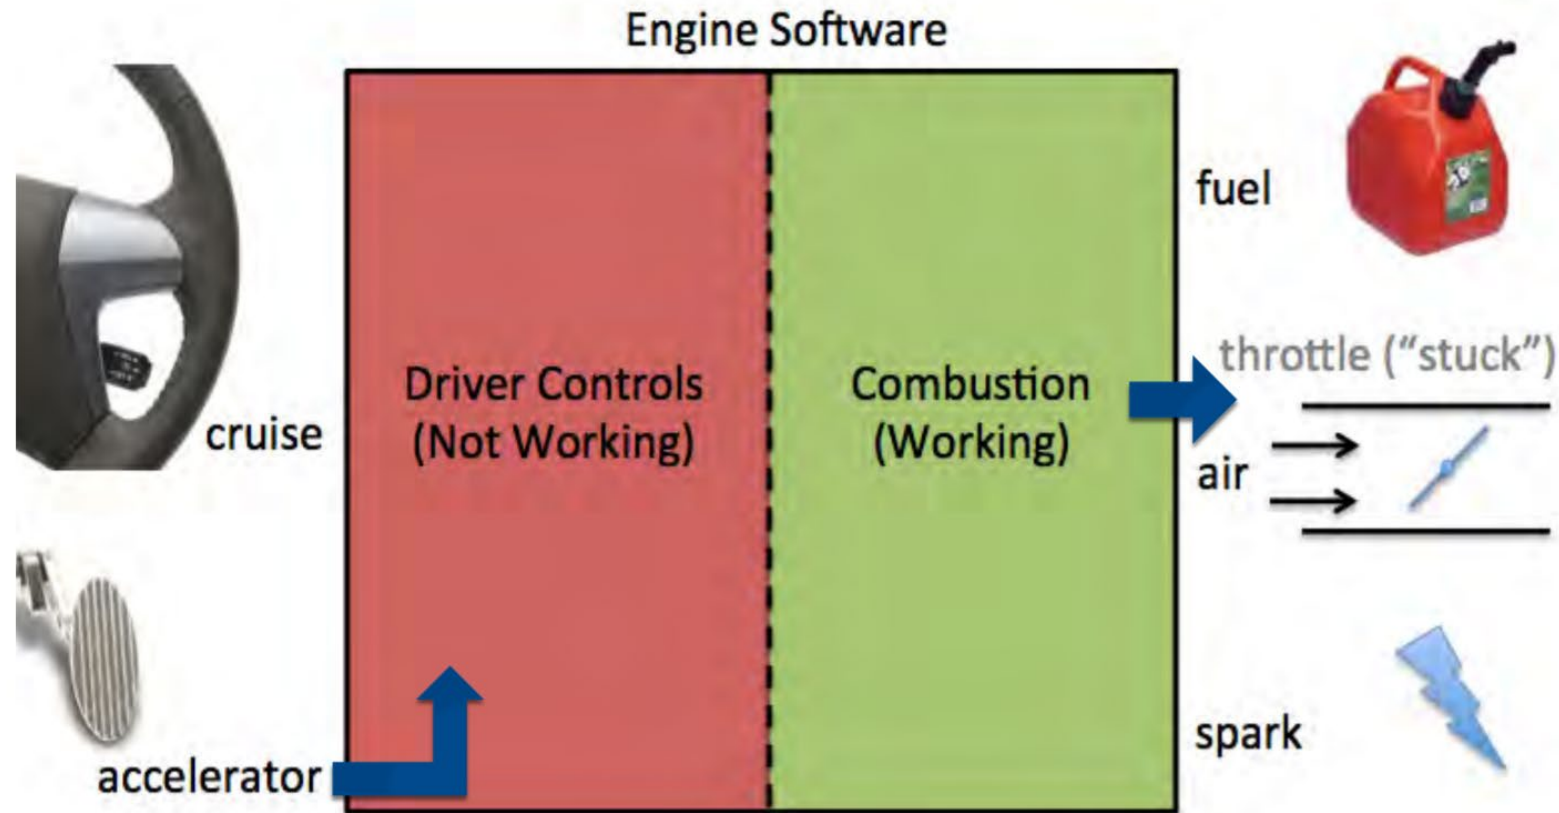 Engine Software
cruise
accelerator
Driver Controls
(Not Working)
Combustion
(Working)
fuel
throttle (“stuck”)
air
spark